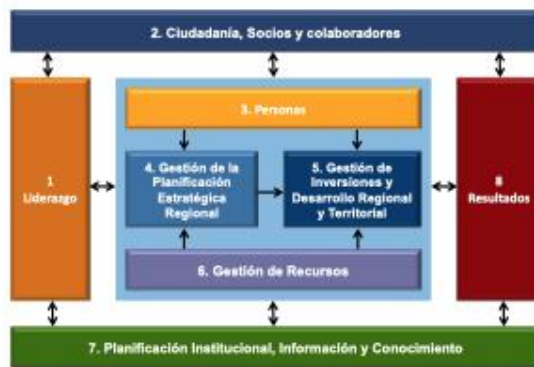 2. Ciudadanía, Socios y colaboradores
1
Liderazgo
3. Personas
4. Gestión de la
Planificación
Estratégica
Regional
5. Gestión de
Inversiones y
Desarrollo Regional
y Territorial
6. Gestión de Recursos
8
Resultados
7. Planificación Institucional, Información y Conocimiento